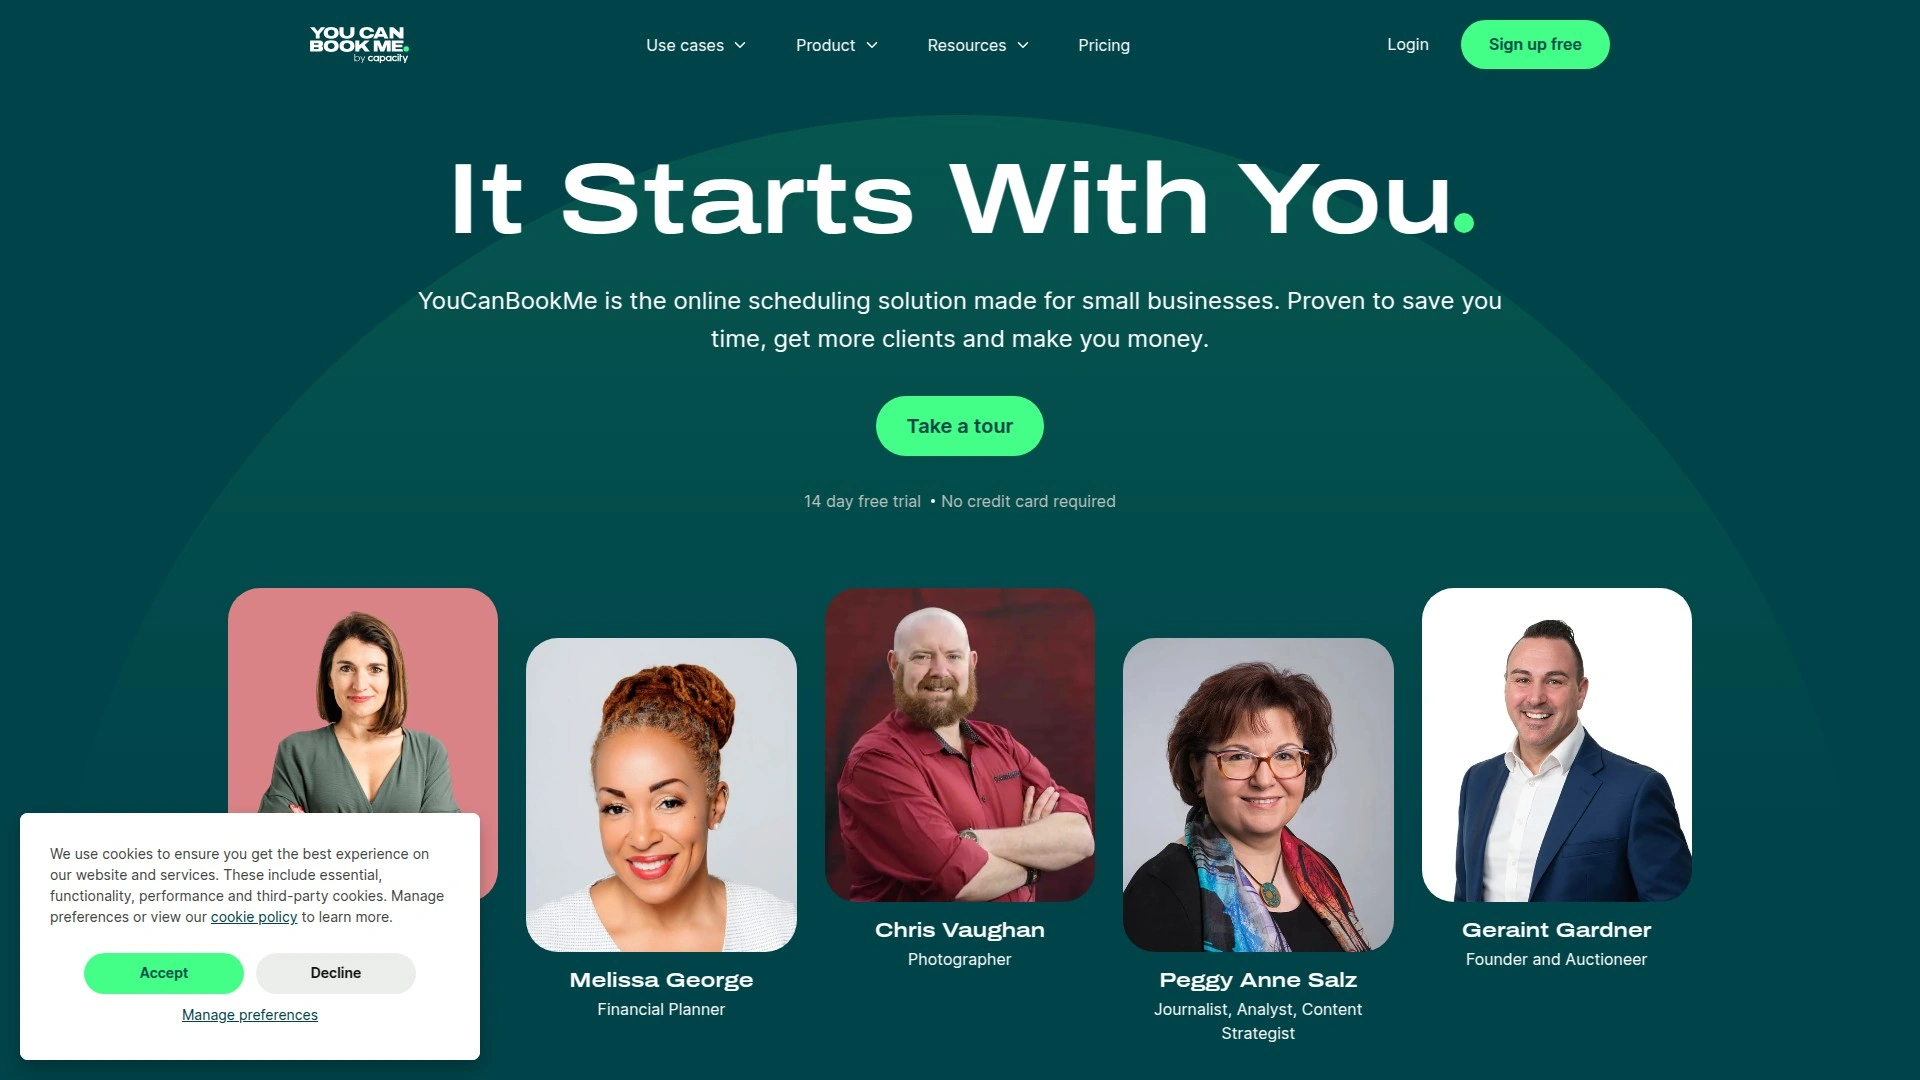 YOU CAN
BOOK ME.
by capacity
Use cases
Product
Resources
Pricing
Login
Sign up free
It Starts With You.
YouCanBookMe is the online scheduling solution made for small businesses. Proven to save you
time, get more clients and make you money.
Take a tour
14 day free trial • No credit card required
Melissa George
Financial Planner
Chris Vaughan
Photographer
Peggy Anne Salz
Journalist, Analyst, Content
Strategist
Geraint Gardner
Founder and Auctioneer
We use cookies to ensure you get the best experience on
our website and services. These include essential,
functionality, performance and third-party cookies. Manage
preferences or view our cookie policy to learn more.
Accept
Decline
Manage preferences